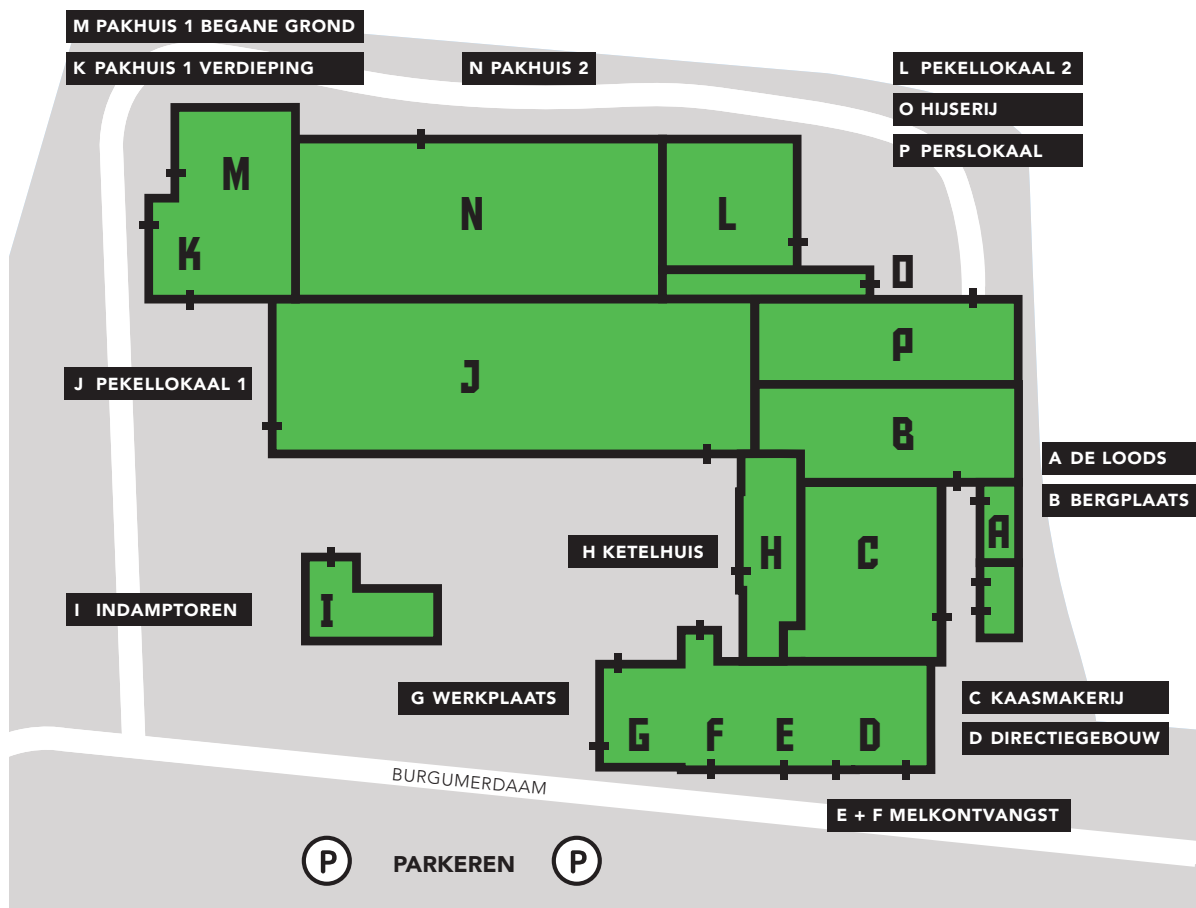 M PAKHUIS 1 BEGANE GROND
K PAKHUIS 1 VERDIEPING
N PAKHUIS 2
L PEKELLOKAAL 2
O HIJSERIJ
P PERSLOKAAL
M
N
L
K
O
P
J
J PEKELLOKAAL 1
B
A DE LOODS
B BERGPLAATS
A
H KETELHUIS
H
C
I INDAMPTOREN
I
G WERKPLAATS
C KAASMAKERIJ
G F E D
D DIRECTIEGEBOUW
BURGUMERDAAM
E + F MELKONTVANGST
P PARKEREN P